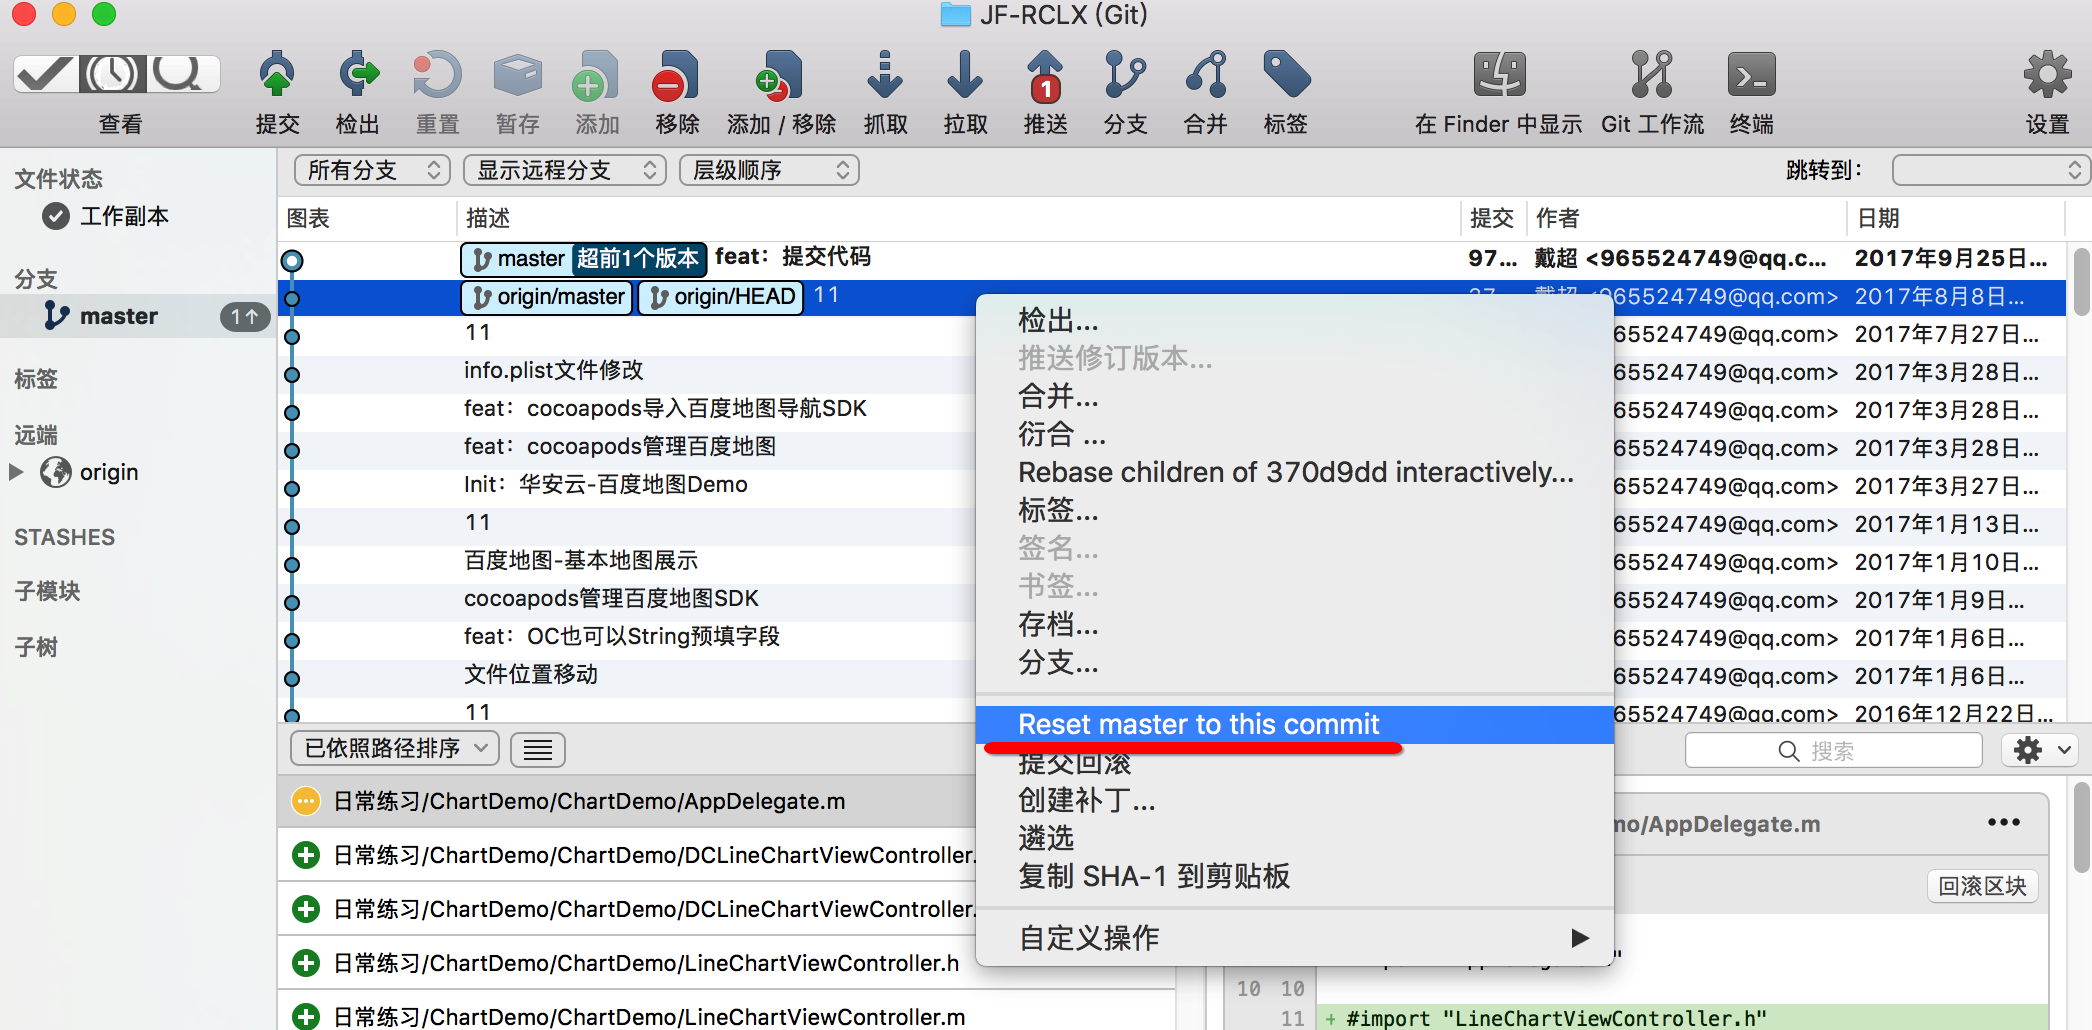 JF-RCLX (Git)
查看 提交 检出 重置 暂存 添加 移除 添加 / 移除 抓取 拉取 推送 分支 合并 标签 在 Finder 中显示 Git 工作流 终端 设置
1
所有分支 显示远程分支 层级顺序 跳转到：
文件状态
工作副本
分支
master 1↑
标签
远端
origin
STASHES
子模块
子树
图表 描述 提交 作者 日期
master 超前1个版本 feat：提交代码 97... 戴超 <965524749@qq.c... 2017年9月25日...
origin/master origin/HEAD 11 <965524749@qq.com> 2017年8月8日...
11 65524749@qq.com> 2017年7月27日...
info.plist文件修改 65524749@qq.com> 2017年3月28日...
feat：cocoapods导入百度地图导航SDK 65524749@qq.com> 2017年3月28日...
feat：cocoapods管理百度地图 65524749@qq.com> 2017年3月28日...
Init：华安云-百度地图Demo 65524749@qq.com> 2017年3月27日...
11 65524749@qq.com> 2017年1月13日...
百度地图-基本地图展示 65524749@qq.com> 2017年1月10日...
cocoapods管理百度地图SDK 65524749@qq.com> 2017年1月9日...
feat：OC也可以String预填字段 65524749@qq.com> 2017年1月6日...
文件位置移动 65524749@qq.com> 2017年1月6日...
11 65524749@qq.com> 2016年12月22日...
检出...
推送修订版本...
合并...
衍合 ...
Rebase children of 370d9dd interactively...
标签...
签名...
书签...
存档...
分支...
Reset master to this commit
提交回滚
创建补丁...
遴选
复制 SHA-1 到剪贴板
自定义操作
已依照路径排序 搜索
日常练习/ChartDemo/ChartDemo/AppDelegate.m
日常练习/ChartDemo/ChartDemo/DCLineChartViewController.
日常练习/ChartDemo/ChartDemo/DCLineChartViewController.
日常练习/ChartDemo/ChartDemo/LineChartViewController.h
日常练习/ChartDemo/ChartDemo/LineChartViewController.m
mo/AppDelegate.m •••
回滚区块
10 10
11 + #import "LineChartViewController.h"